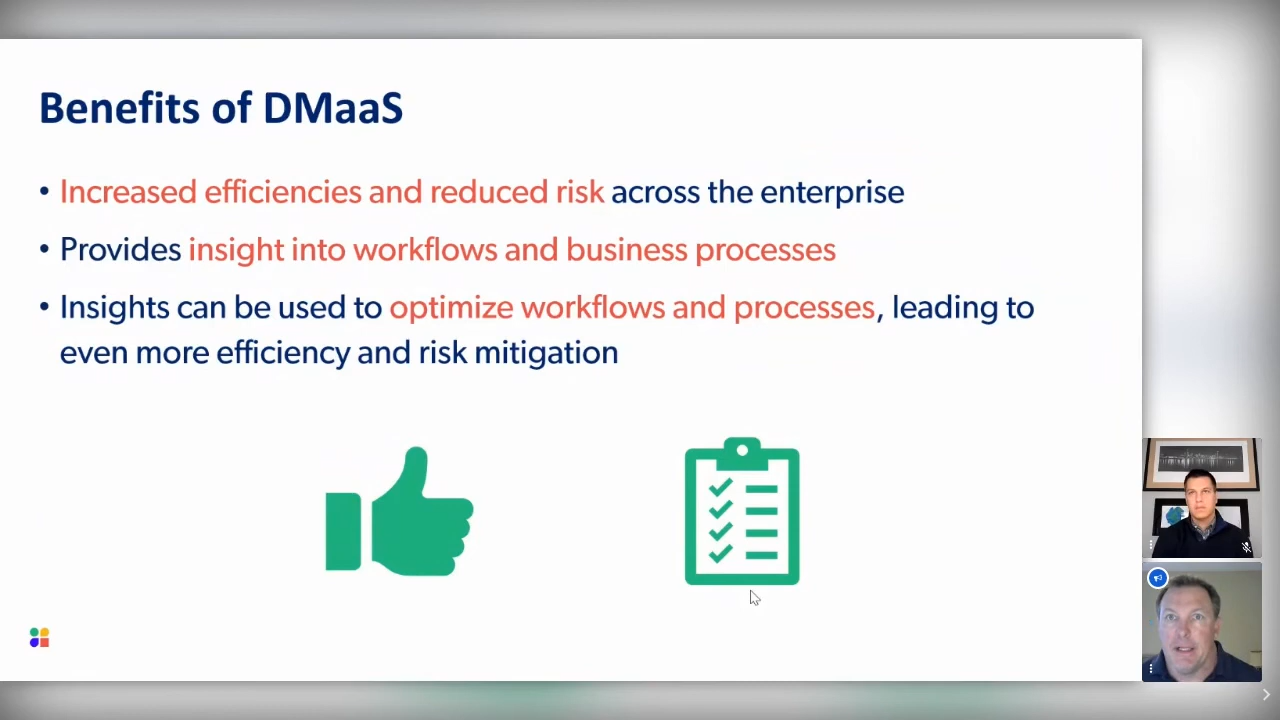 Benefits of DMaaS
• Increased efficiencies and reduced risk across the enterprise
• Provides insight into workflows and business processes
• Insights can be used to optimize workflows and processes, leading to
even more efficiency and risk mitigation